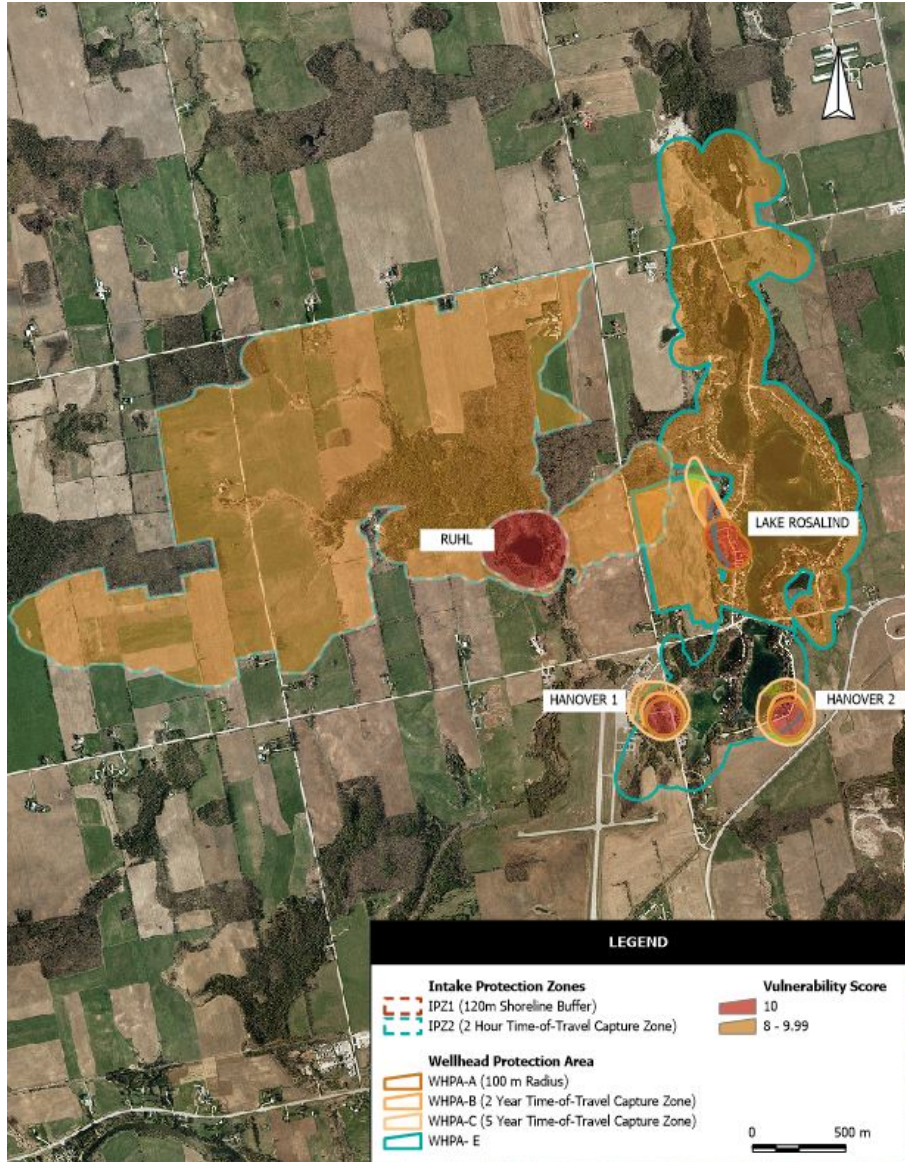 LAKE ROSALIND
RUHL
HANOVER 1
HANOVER 2
LEGEND
Intake Protection Zones
IPZ1 (120m Shoreline Buffer)
IPZ2 (2 Hour Time-of-Travel Capture Zone)
Vulnerability Score
10
8 - 9.99
Wellhead Protection Area
WHPA-A (100 m Radius)
WHPA-B (2 Year Time-of-Travel Capture Zone)
WHPA-C (5 Year Time-of-Travel Capture Zone)
WHPA- E
0 500 m